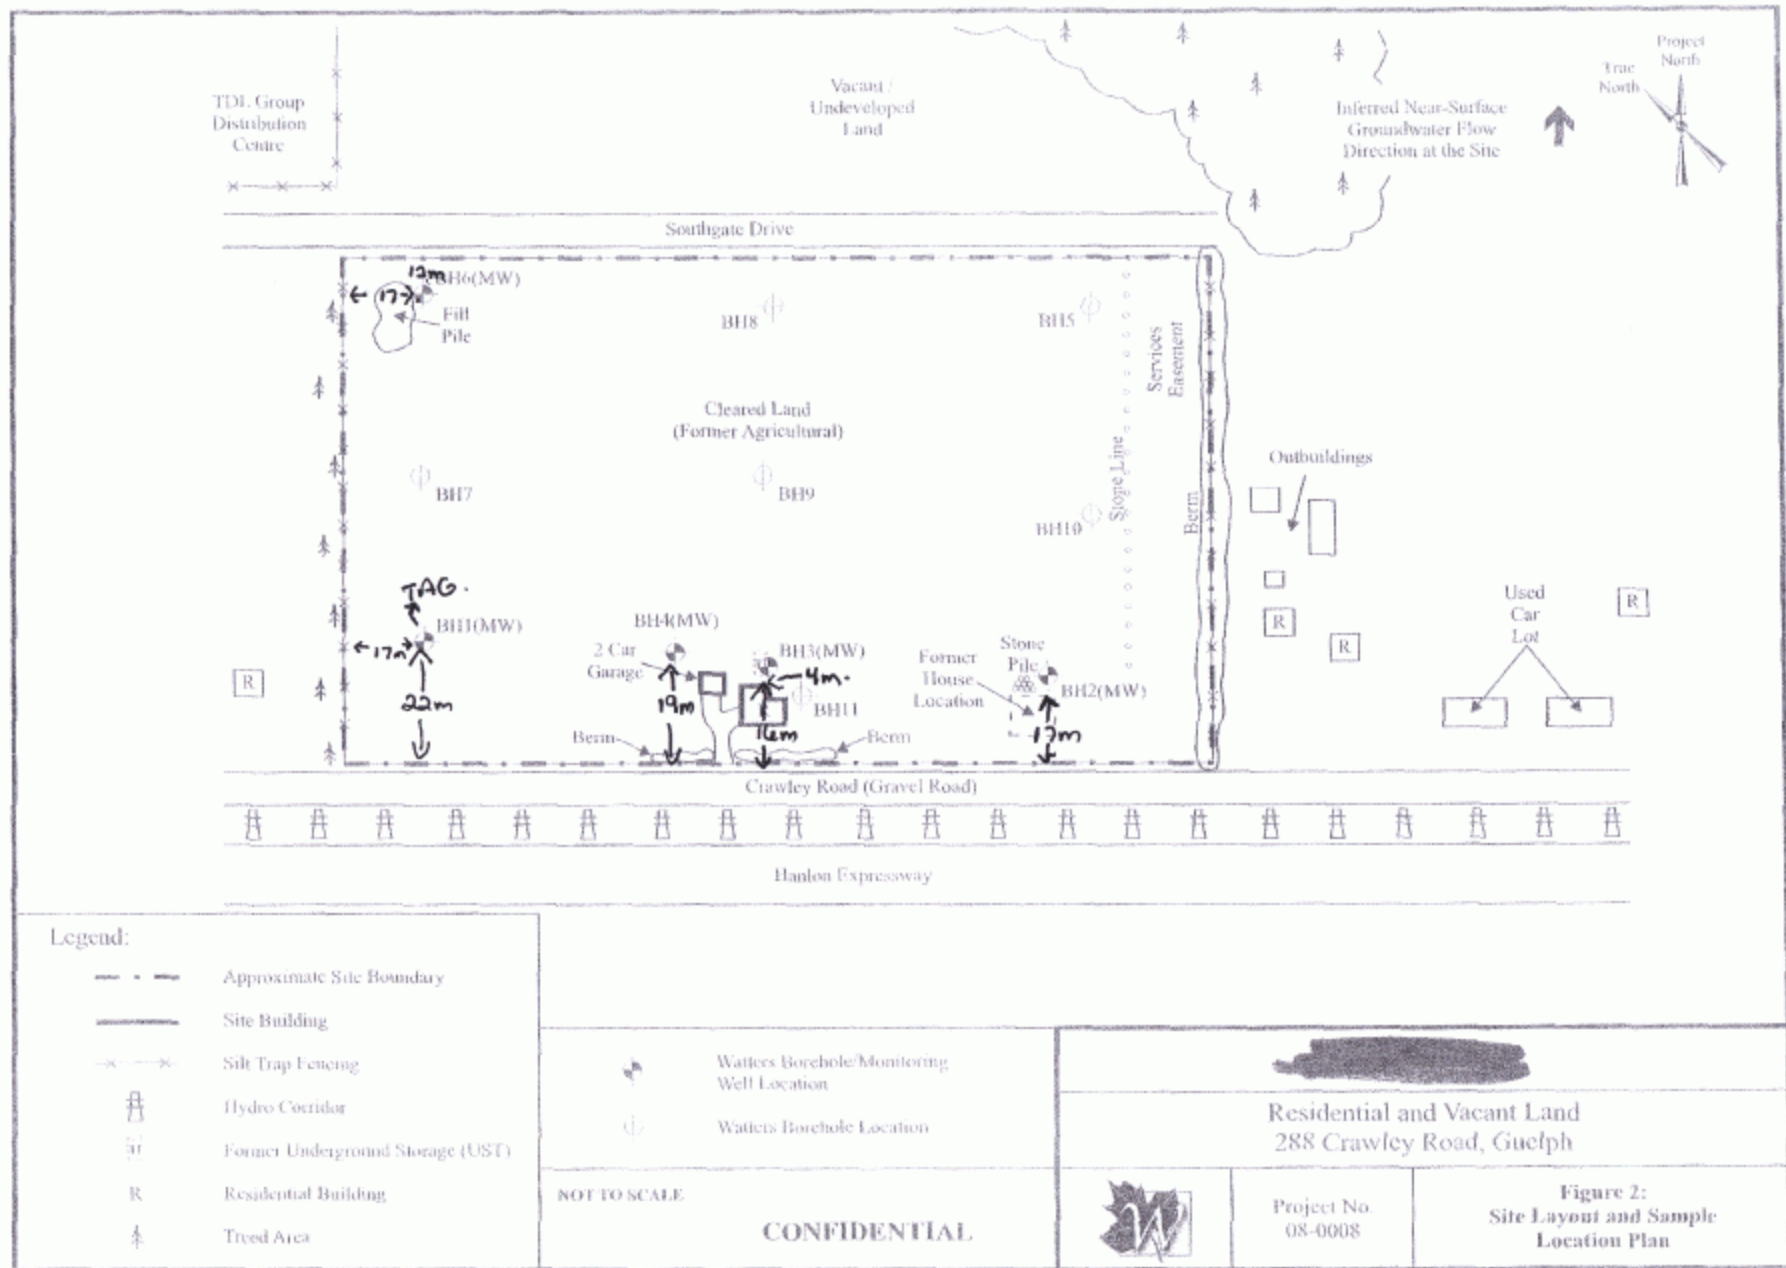 TDL Group
Distribution
Centre
Vacant /
Undeveloped
Land
Inferred Near-Surface
Groundwater Flow
Direction at the Site
True
North
Project
North
Southgate Drive
12m
BH6(MW)
17
Fill
Pile
BH8
BH5
Services
Easement
Cleared Land
(Former Agricultural)
Slope Line
Berm
BH7
BH9
BH10
Outbuildings
TAG.
BH1(MW)
17m
22m
BH4(MW)
2 Car
Garage
19m
BH3(MW)
4m.
BH11
16m
Former
House
Location
Stone
Pile
BH2(MW)
17m
Berm
Berm
R
R
R
R
Used
Car
Lot
Crawley Road (Gravel Road)
Hanlon Expressway
Legend:
Approximate Site Boundary
Site Building
Silt Trap Fencing
Hydro Corridor
Former Underground Storage (UST)
R Residential Building
Treed Area
Watters Borehole/Monitoring
Well Location
Watters Borehole Location
NOT TO SCALE
CONFIDENTIAL
Residential and Vacant Land
288 Crawley Road, Guelph
W
Project No.
08-0008
Figure 2:
Site Layout and Sample
Location Plan